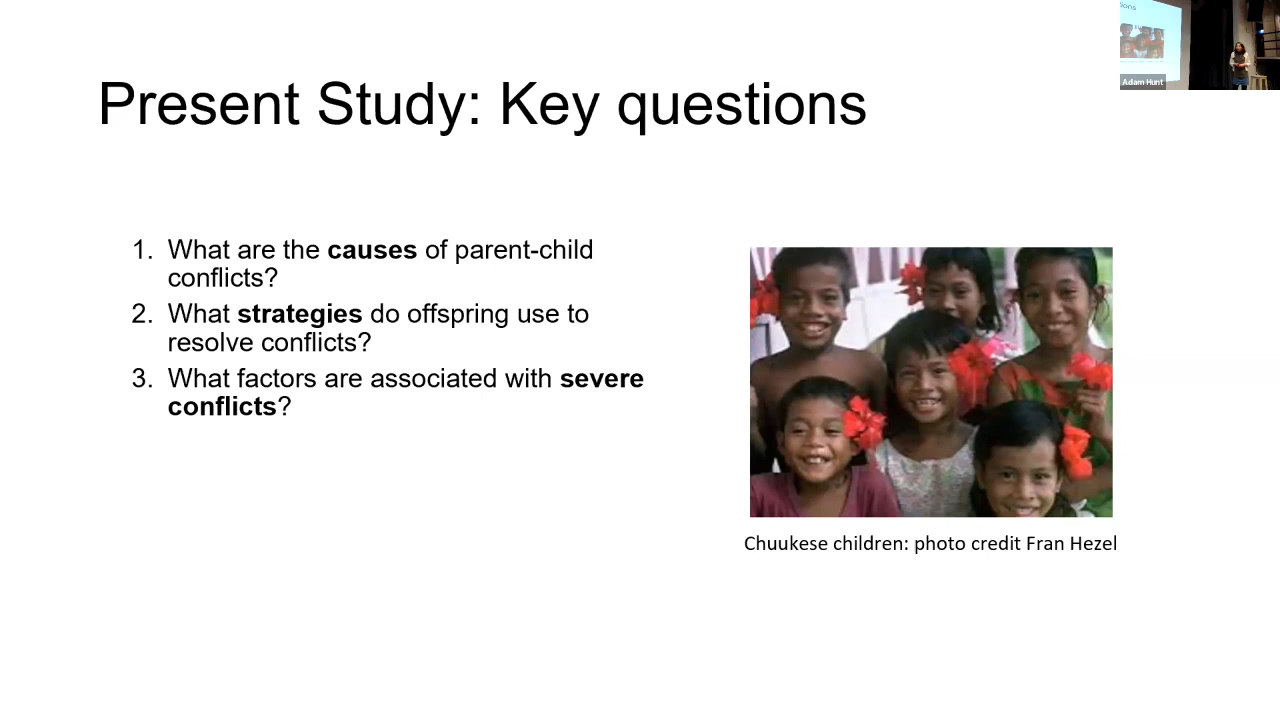 Present Study: Key questions
1. What are the causes of parent-child
conflicts?
2. What strategies do offspring use to
resolve conflicts?
3. What factors are associated with severe
conflicts?
Chuukese children: photo credit Fran Hezel
ions
Adam Hunt